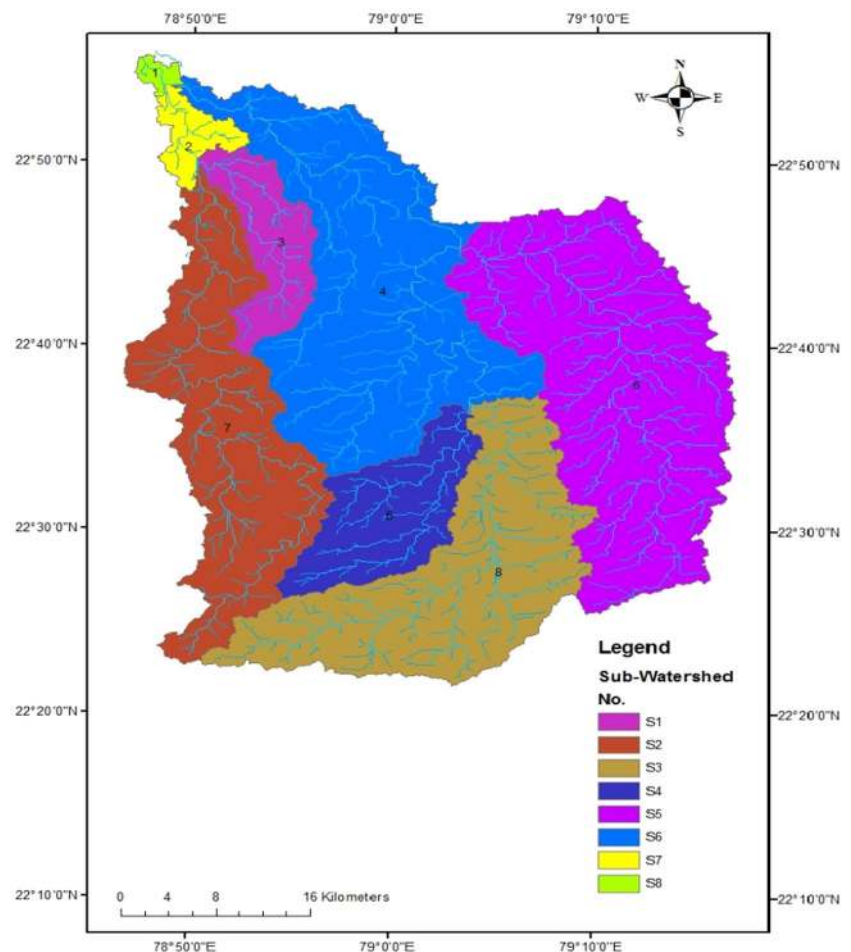 78°50'0"E 79°0'0"E 79°10'0"E
N
W E
S
1
22°50'0"N 2 22°50'0"N
3
4
22°40'0"N 22°40'0"N
6
7
22°30'0"N 5 22°30'0"N
8
Legend
Sub-Watershed
No.
22°20'0"N 22°20'0"N
S1
S2
S3
S4
S5
S6
S7
S8
0 4 8 16 Kilometers
22°10'0"N 22°10'0"N
78°50'0"E 79°0'0"E 79°10'0"E